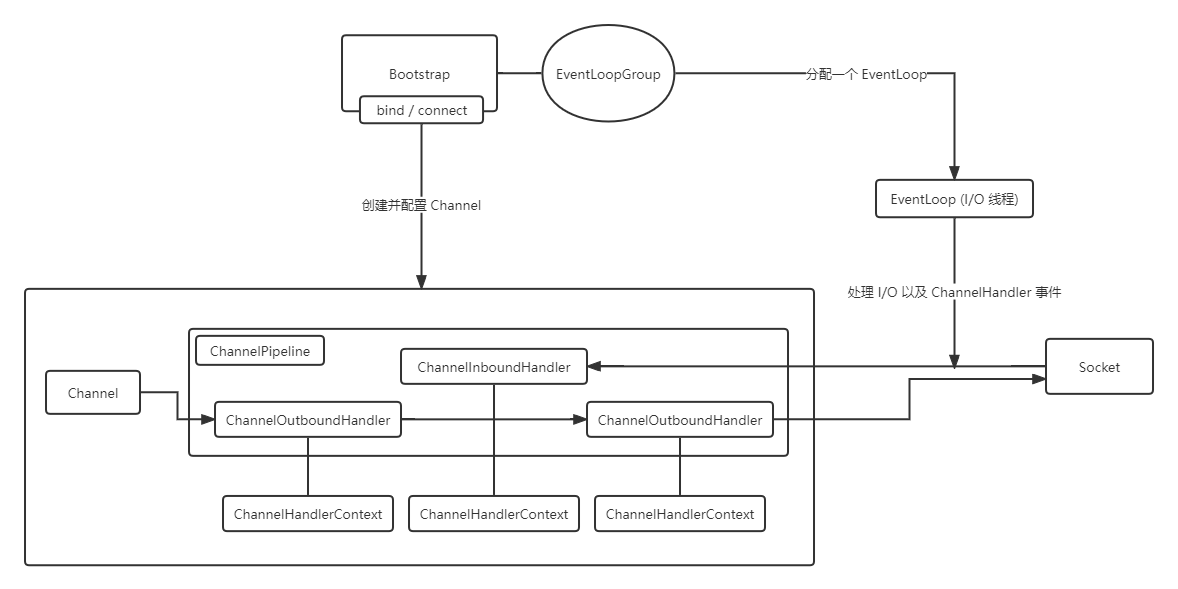 Bootstrap
EventLoopGroup
分配一个 EventLoop
bind / connect
创建并配置 Channel
EventLoop (I/O 线程)
处理 I/O 以及 ChannelHandler 事件
ChannelPipeline
ChannelInboundHandler
Socket
Channel
ChannelOutboundHandler
ChannelOutboundHandler
ChannelHandlerContext
ChannelHandlerContext
ChannelHandlerContext